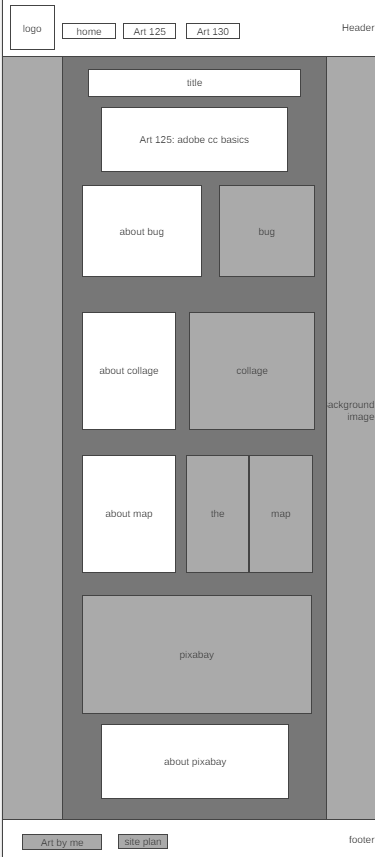 logo
home
Art 125
Art 130
Header
title
Art 125: adobe cc basics
about bug
bug
about collage
collage
ackground
image
about map
the
map
pixabay
about pixabay
Art by me
site plan
footer